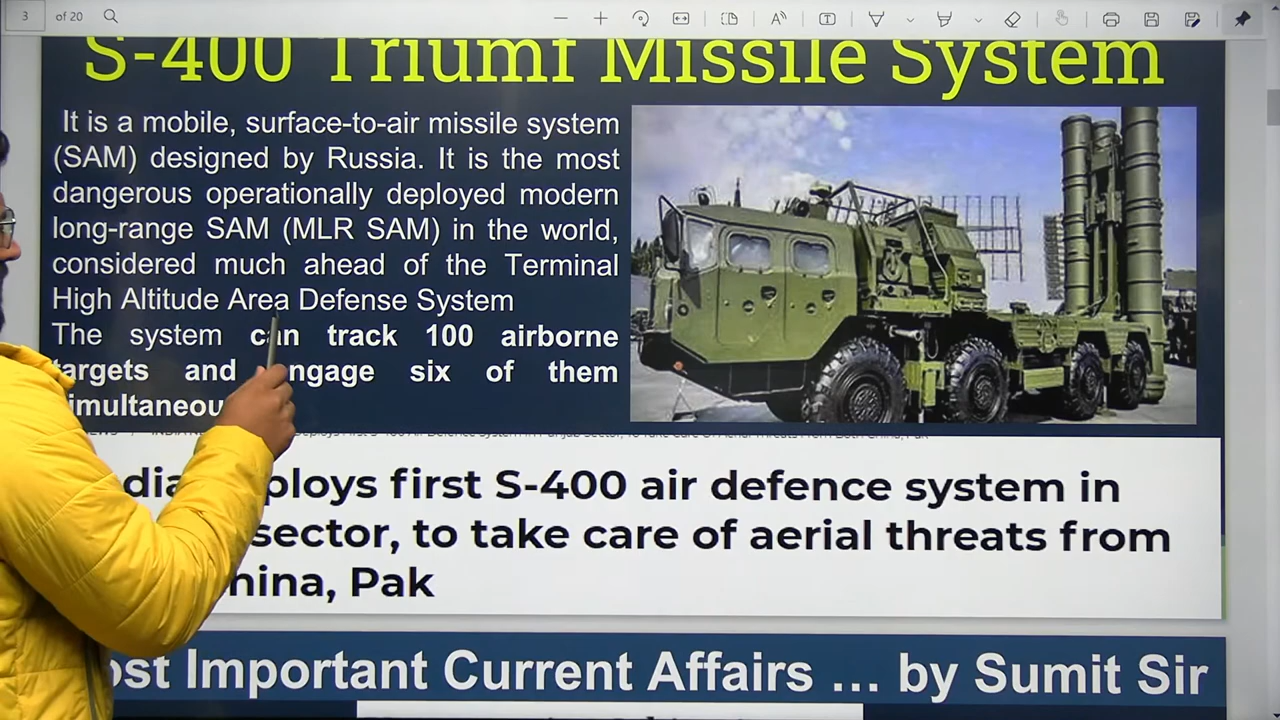 3 of 20
S-400 Triumf Missile System
It is a mobile, surface-to-air missile system
(SAM) designed by Russia. It is the most
dangerous operationally deployed modern
long-range SAM (MLR SAM) in the world,
considered much ahead of the Terminal
High Altitude Area Defense System
The system can track 100 airborne
targets and engage six of them
imultaneou
dia ploys first S-400 air defence system in
sector, to take care of aerial threats from
hina, Pak
ost Important Current Affairs ... by Sumit Sir